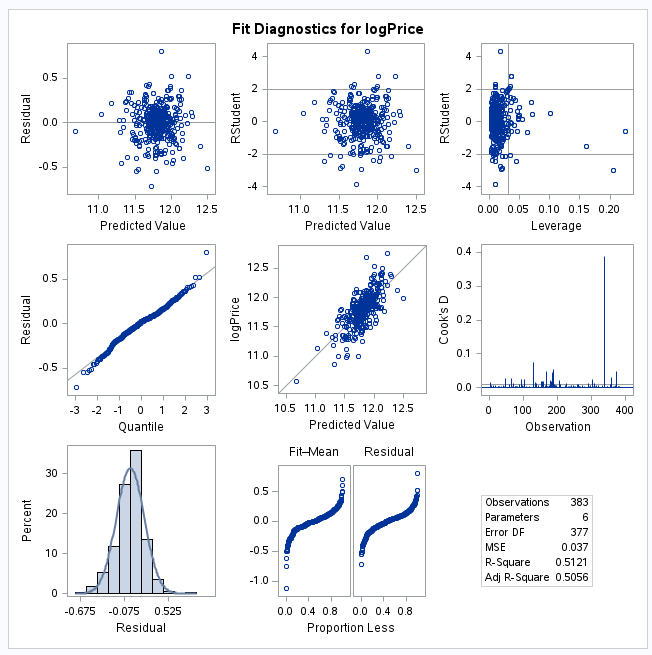 Fit Diagnostics for logPrice
Residual
0.5
0.0
-0.5
11.0 11.5 12.0 12.5
Predicted Value
RStudent
4
2
0
-2
-4
11.0 11.5 12.0 12.5
Predicted Value
RStudent
4
2
0
-2
-4
0.00 0.05 0.10 0.15 0.20
Leverage
Residual
0.5
0.0
-0.5
-3 -2 -1 0 1 2 3
Quantile
logPrice
12.5
12.0
11.5
11.0
10.5
10.5 11.0 11.5 12.0 12.5
Predicted Value
Cook's D
0.4
0.3
0.2
0.1
0.0
0 100 200 300 400
Observation
Percent
30
20
10
0
-0.675 -0.075 0.525
Residual
Fit–Mean Residual
0.5
0.0
-0.5
-1.0
0.0 0.4 0.8 0.0 0.4 0.8
Proportion Less
Observations 383
Parameters 6
Error DF 377
MSE 0.037
R-Square 0.5121
Adj R-Square 0.5056